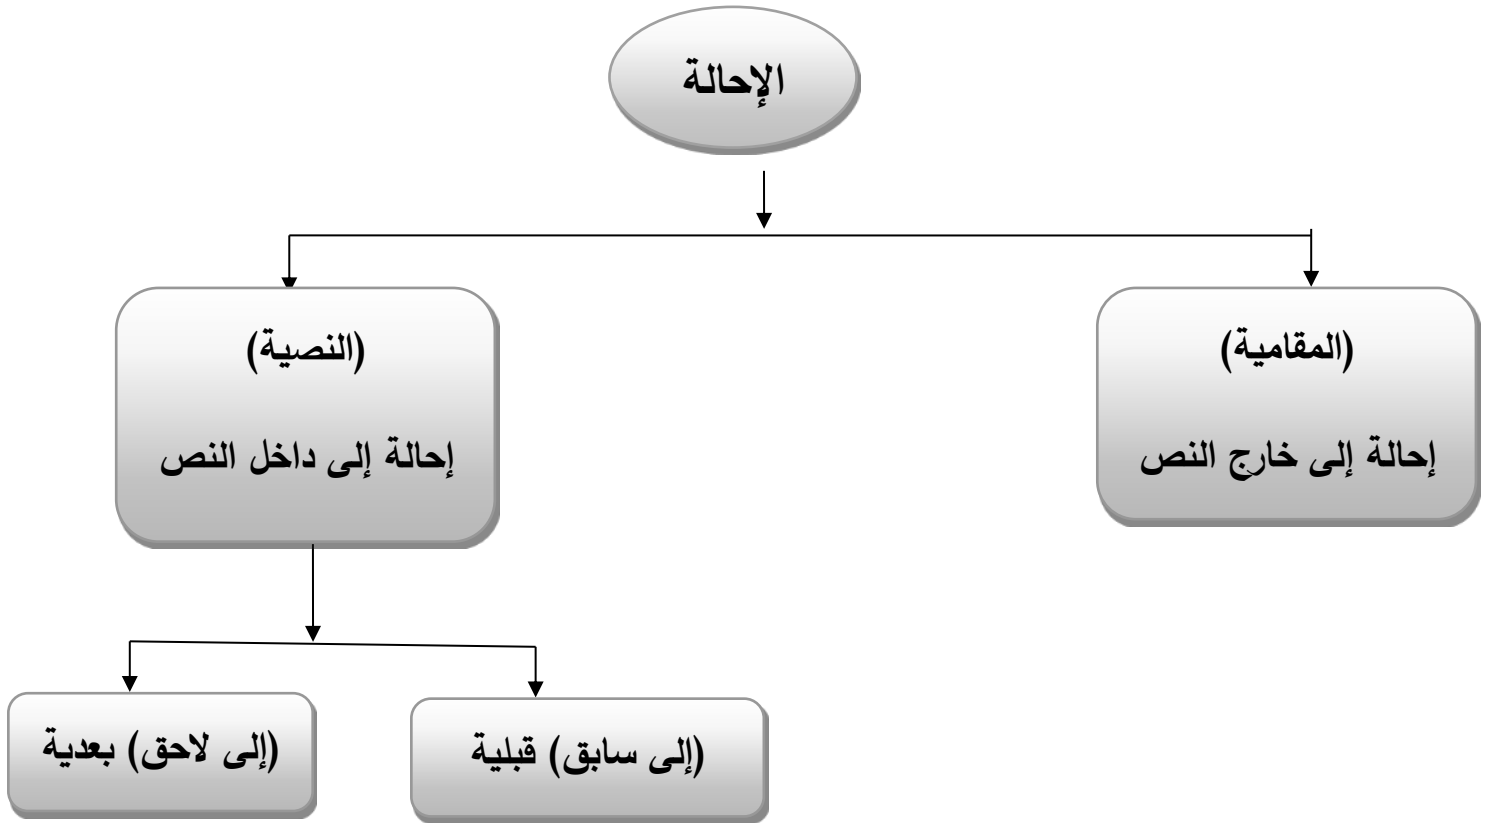 الإحالة
(المقامية)
إحالة إلى خارج النص
(النصية)
إحالة إلى داخل النص
(إلى سابق) قبلية
(إلى لاحق) بعدية